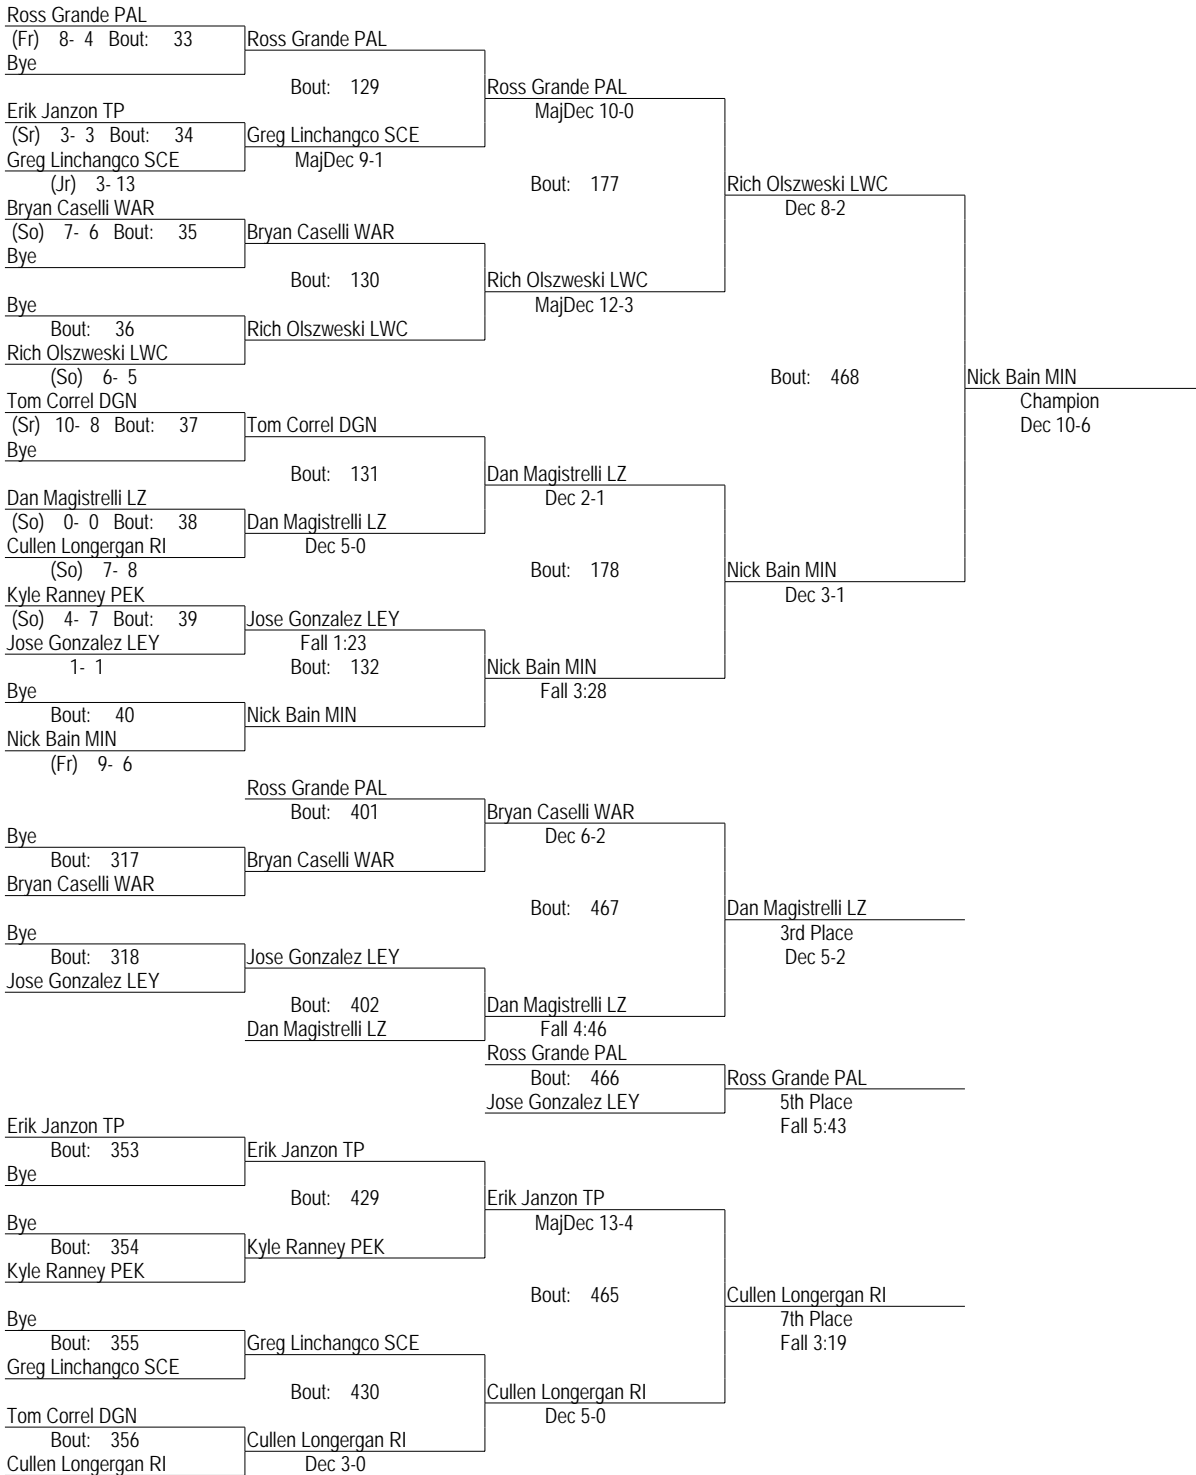 Ross Grande PAL
(Fr) 8- 4 Bout: 33 Ross Grande PAL
Bye
Bout: 129 Ross Grande PAL
Erik Janzon TP MajDec 10-0
(Sr) 3- 3 Bout: 34 Greg Linchangco SCE
Greg Linchangco SCE MajDec 9-1
(Jr) 3- 13 Bout: 177 Rich Olszweski LWC
Bryan Caselli WAR Dec 8-2
(So) 7- 6 Bout: 35 Bryan Caselli WAR
Bye
Bout: 130 Rich Olszweski LWC
Bye MajDec 12-3
Bout: 36 Rich Olszweski LWC
Rich Olszweski LWC
(So) 6- 5 Bout: 468 Nick Bain MIN
Tom Correl DGN Champion
(Sr) 10- 8 Bout: 37 Tom Correl DGN Dec 10-6
Bye
Bout: 131 Dan Magistrelli LZ
Dan Magistrelli LZ Dec 2-1
(So) 0- 0 Bout: 38 Dan Magistrelli LZ
Cullen Longergan RI Dec 5-0
(So) 7- 8 Bout: 178 Nick Bain MIN
Kyle Ranney PEK Dec 3-1
(So) 4- 7 Bout: 39 Jose Gonzalez LEY
Jose Gonzalez LEY Fall 1:23
1- 1 Bout: 132 Nick Bain MIN
Bye Fall 3:28
Bout: 40 Nick Bain MIN
Nick Bain MIN
(Fr) 9- 6
Ross Grande PAL
Bout: 401 Bryan Caselli WAR
Bye Dec 6-2
Bout: 317 Bryan Caselli WAR
Bryan Caselli WAR
Bout: 467 Dan Magistrelli LZ
Bye 3rd Place
Bout: 318 Jose Gonzalez LEY Dec 5-2
Jose Gonzalez LEY
Bout: 402 Dan Magistrelli LZ
Dan Magistrelli LZ Fall 4:46
Ross Grande PAL
Bout: 466 Ross Grande PAL
Jose Gonzalez LEY 5th Place
Erik Janzon TP Fall 5:43
Bout: 353 Erik Janzon TP
Bye
Bout: 429 Erik Janzon TP
Bye MajDec 13-4
Bout: 354 Kyle Ranney PEK
Kyle Ranney PEK
Bout: 465 Cullen Longergan RI
Bye 7th Place
Bout: 355 Greg Linchangco SCE Fall 3:19
Greg Linchangco SCE
Bout: 430 Cullen Longergan RI
Tom Correl DGN Dec 5-0
Bout: 356 Cullen Longergan RI
Cullen Longergan RI Dec 3-0